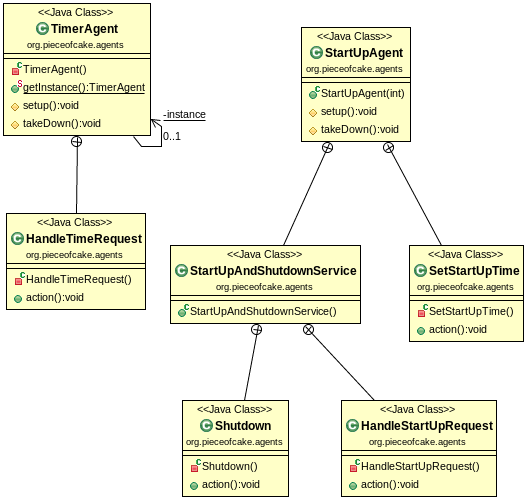 <<Java Class>>
TimerAgent
org.pieceofcake.agents
TimerAgent()
getInstance():TimerAgent
setup():void
takeDown():void
-instance
0..1
<<Java Class>>
StartUpAgent
org.pieceofcake.agents
StartUpAgent(int)
setup():void
takeDown():void
<<Java Class>>
HandleTimeRequest
org.pieceofcake.agents
HandleTimeRequest()
action():void
<<Java Class>>
StartUpAndShutdownService
org.pieceofcake.agents
StartUpAndShutdownService()
<<Java Class>>
SetStartUpTime
org.pieceofcake.agents
SetStartUpTime()
action():void
<<Java Class>>
Shutdown
org.pieceofcake.agents
Shutdown()
action():void
<<Java Class>>
HandleStartUpRequest
org.pieceofcake.agents
HandleStartUpRequest()
action():void